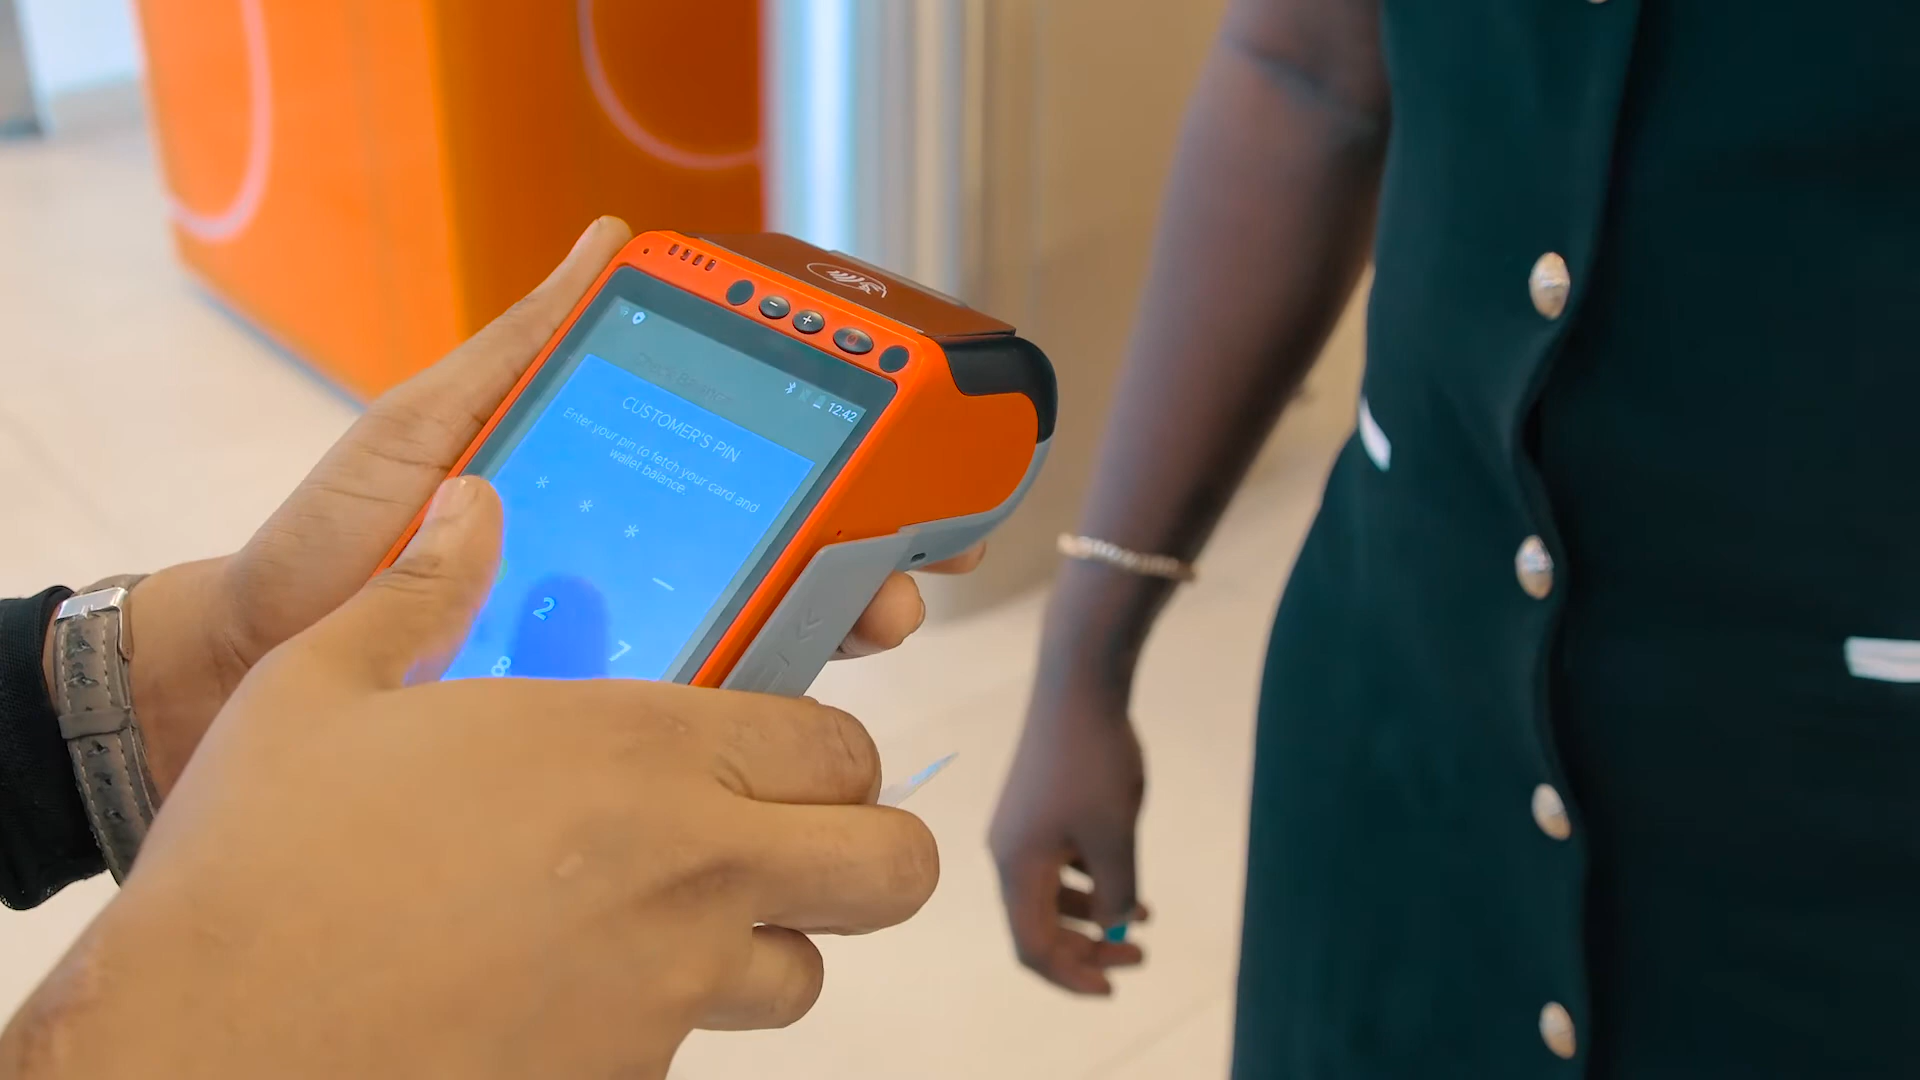 12:42
CUSTOMER'S PIN
Enter your pin to fetch your card and
wallet balance.
* * * _
2 7
8